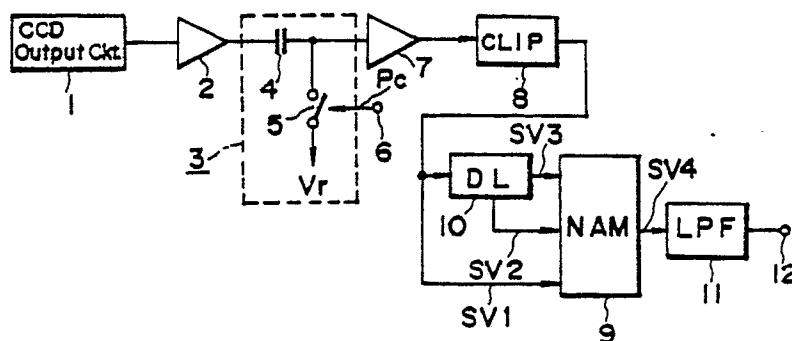 CCD
Output Ckt.
1
2
3
4
5
Vr
Pc
6
7
CLIP
8
DL
10
SV3
SV2
SV1
NAM
9
SV4
LPF
11
12